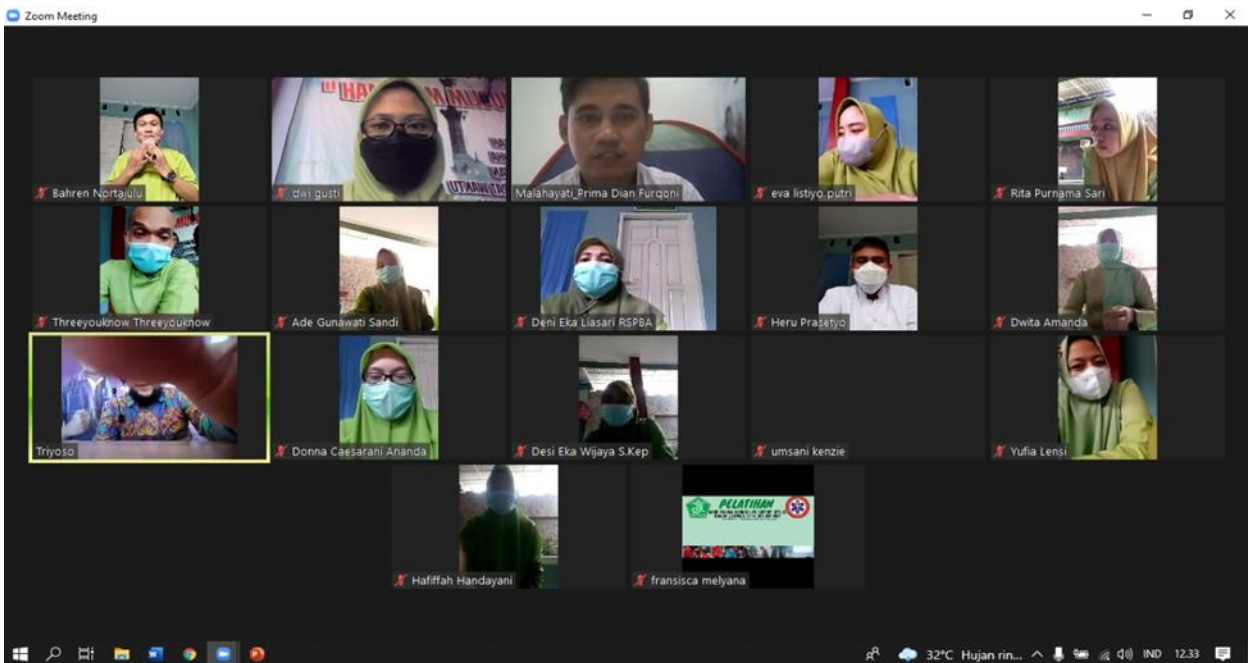 Zoom Meeting
Bahren Nortajulu
dwi gusti
Malahayati_Prima Dian Furqoni
eva listiyo putri
Rita Purnama Sari
Threeyouknow Threeyouknow
Ade Gunawati Sandi
Deni Eka Liasari RSPBA
Heru Prasetyo
Dwita Amanda
Triyoso
Donna Caesarani Ananda
Desi Eka Wijaya S.Kep
umsani kenzie
Yufia Lensi
Hafiffah Handayani
PELATIHAN
fransisca melyana
32°C Hujan rin... IND 12.33